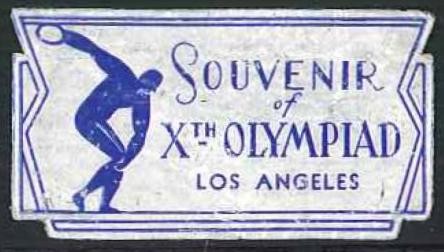 SOUVENIR
of
XTH OLYMPIAD
LOS ANGELES